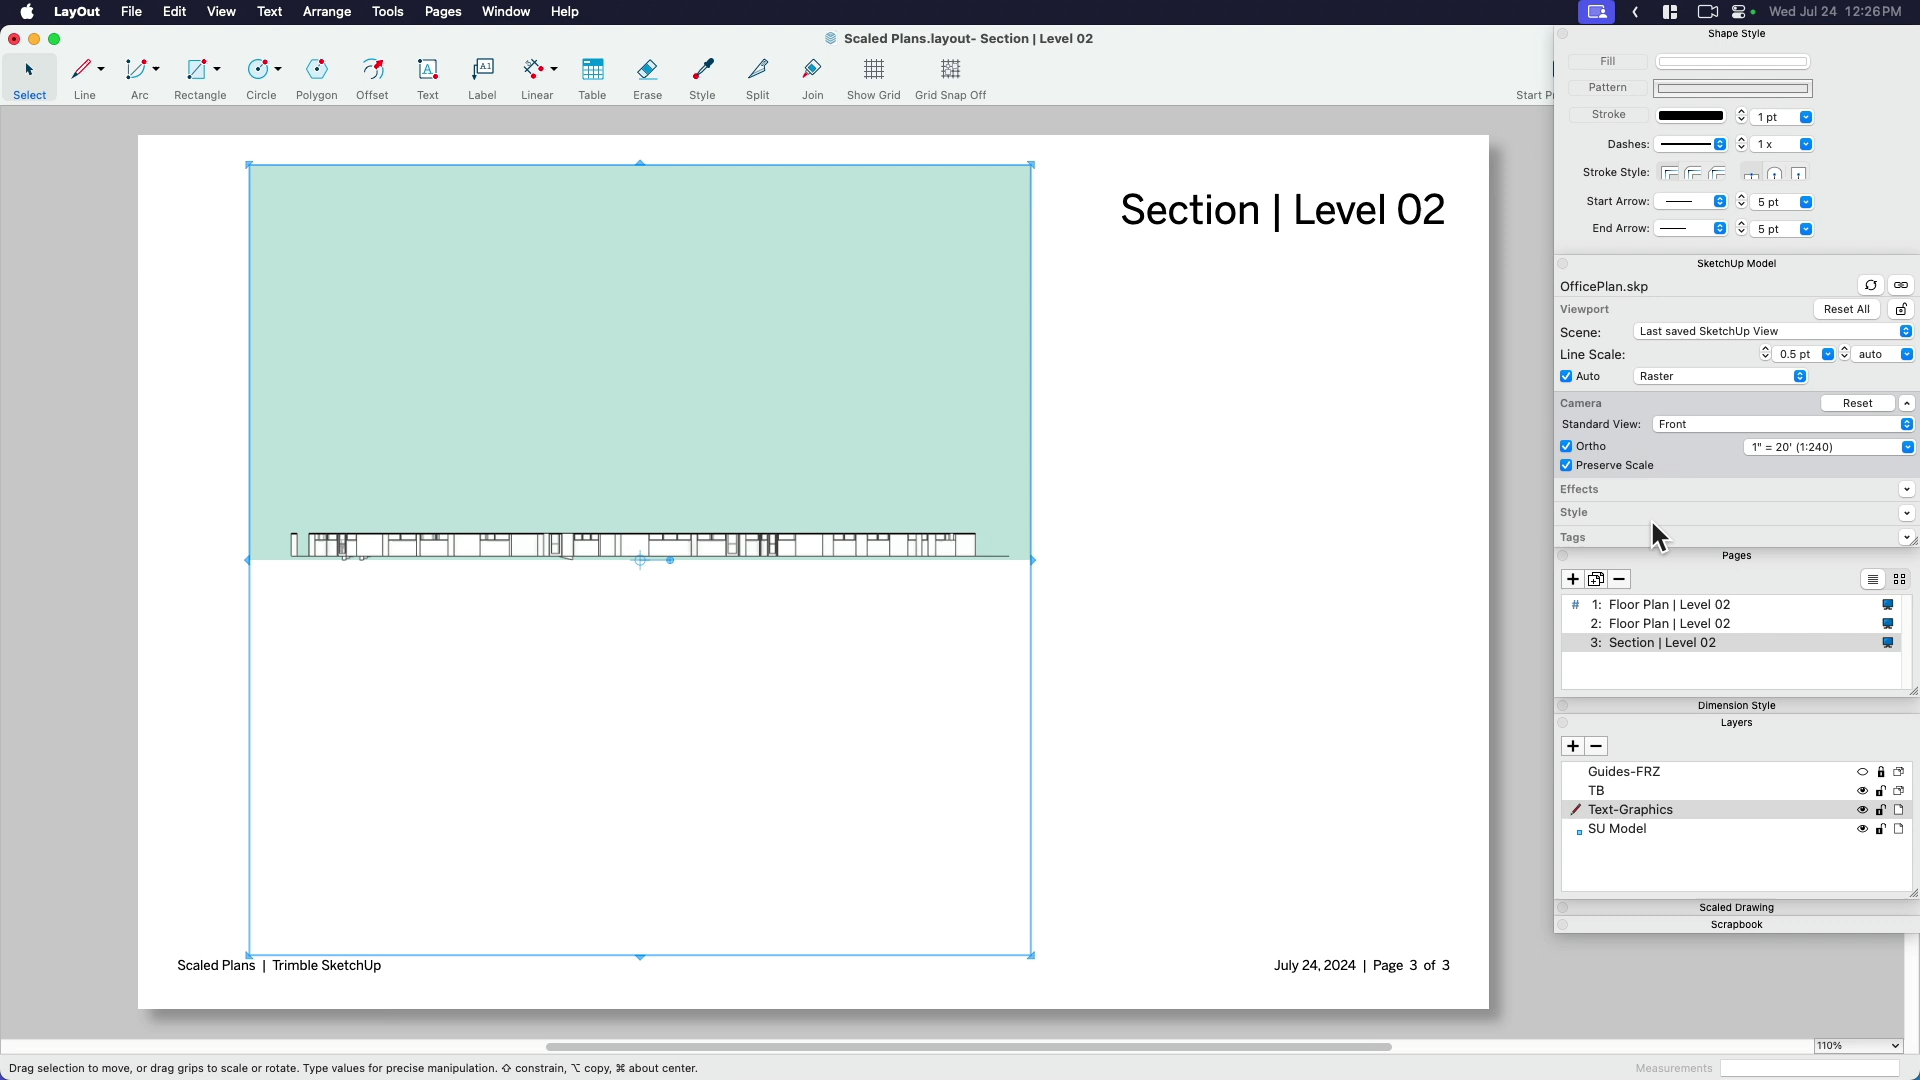 LayOut File Edit View Text Arrange Tools Pages Window Help Wed Jul 24 12:26PM
Scaled Plans.layout- Section | Level 02
Select Line Arc Rectangle Circle Polygon Offset Text Label Linear Table Erase Style Split Join Show Grid Grid Snap Off
Section | Level 02
Scaled Plans | Trimble SketchUp
July 24, 2024 | Page 3 of 3
Shape Style
Fill
Pattern
Stroke 1 pt
Dashes: 1 x
Stroke Style:
Start Arrow: 5 pt
End Arrow: 5 pt
SketchUp Model
OfficePlan.skp
Viewport Reset All
Scene: Last saved SketchUp View
Line Scale: 0.5 pt auto
Auto Raster
Camera Reset
Standard View: Front
Ortho 1" = 20' (1:240)
Preserve Scale
Effects
Style
Tags
Pages
# 1: Floor Plan | Level 02
2: Floor Plan | Level 02
3: Section | Level 02
Dimension Style
Layers
Guides-FRZ
TB
Text-Graphics
SU Model
Scaled Drawing
Scrapbook
110%
Drag selection to move, or drag grips to scale or rotate. Type values for precise manipulation. ⇧ constrain, ⌥ copy, ⌘ about center.
Measurements